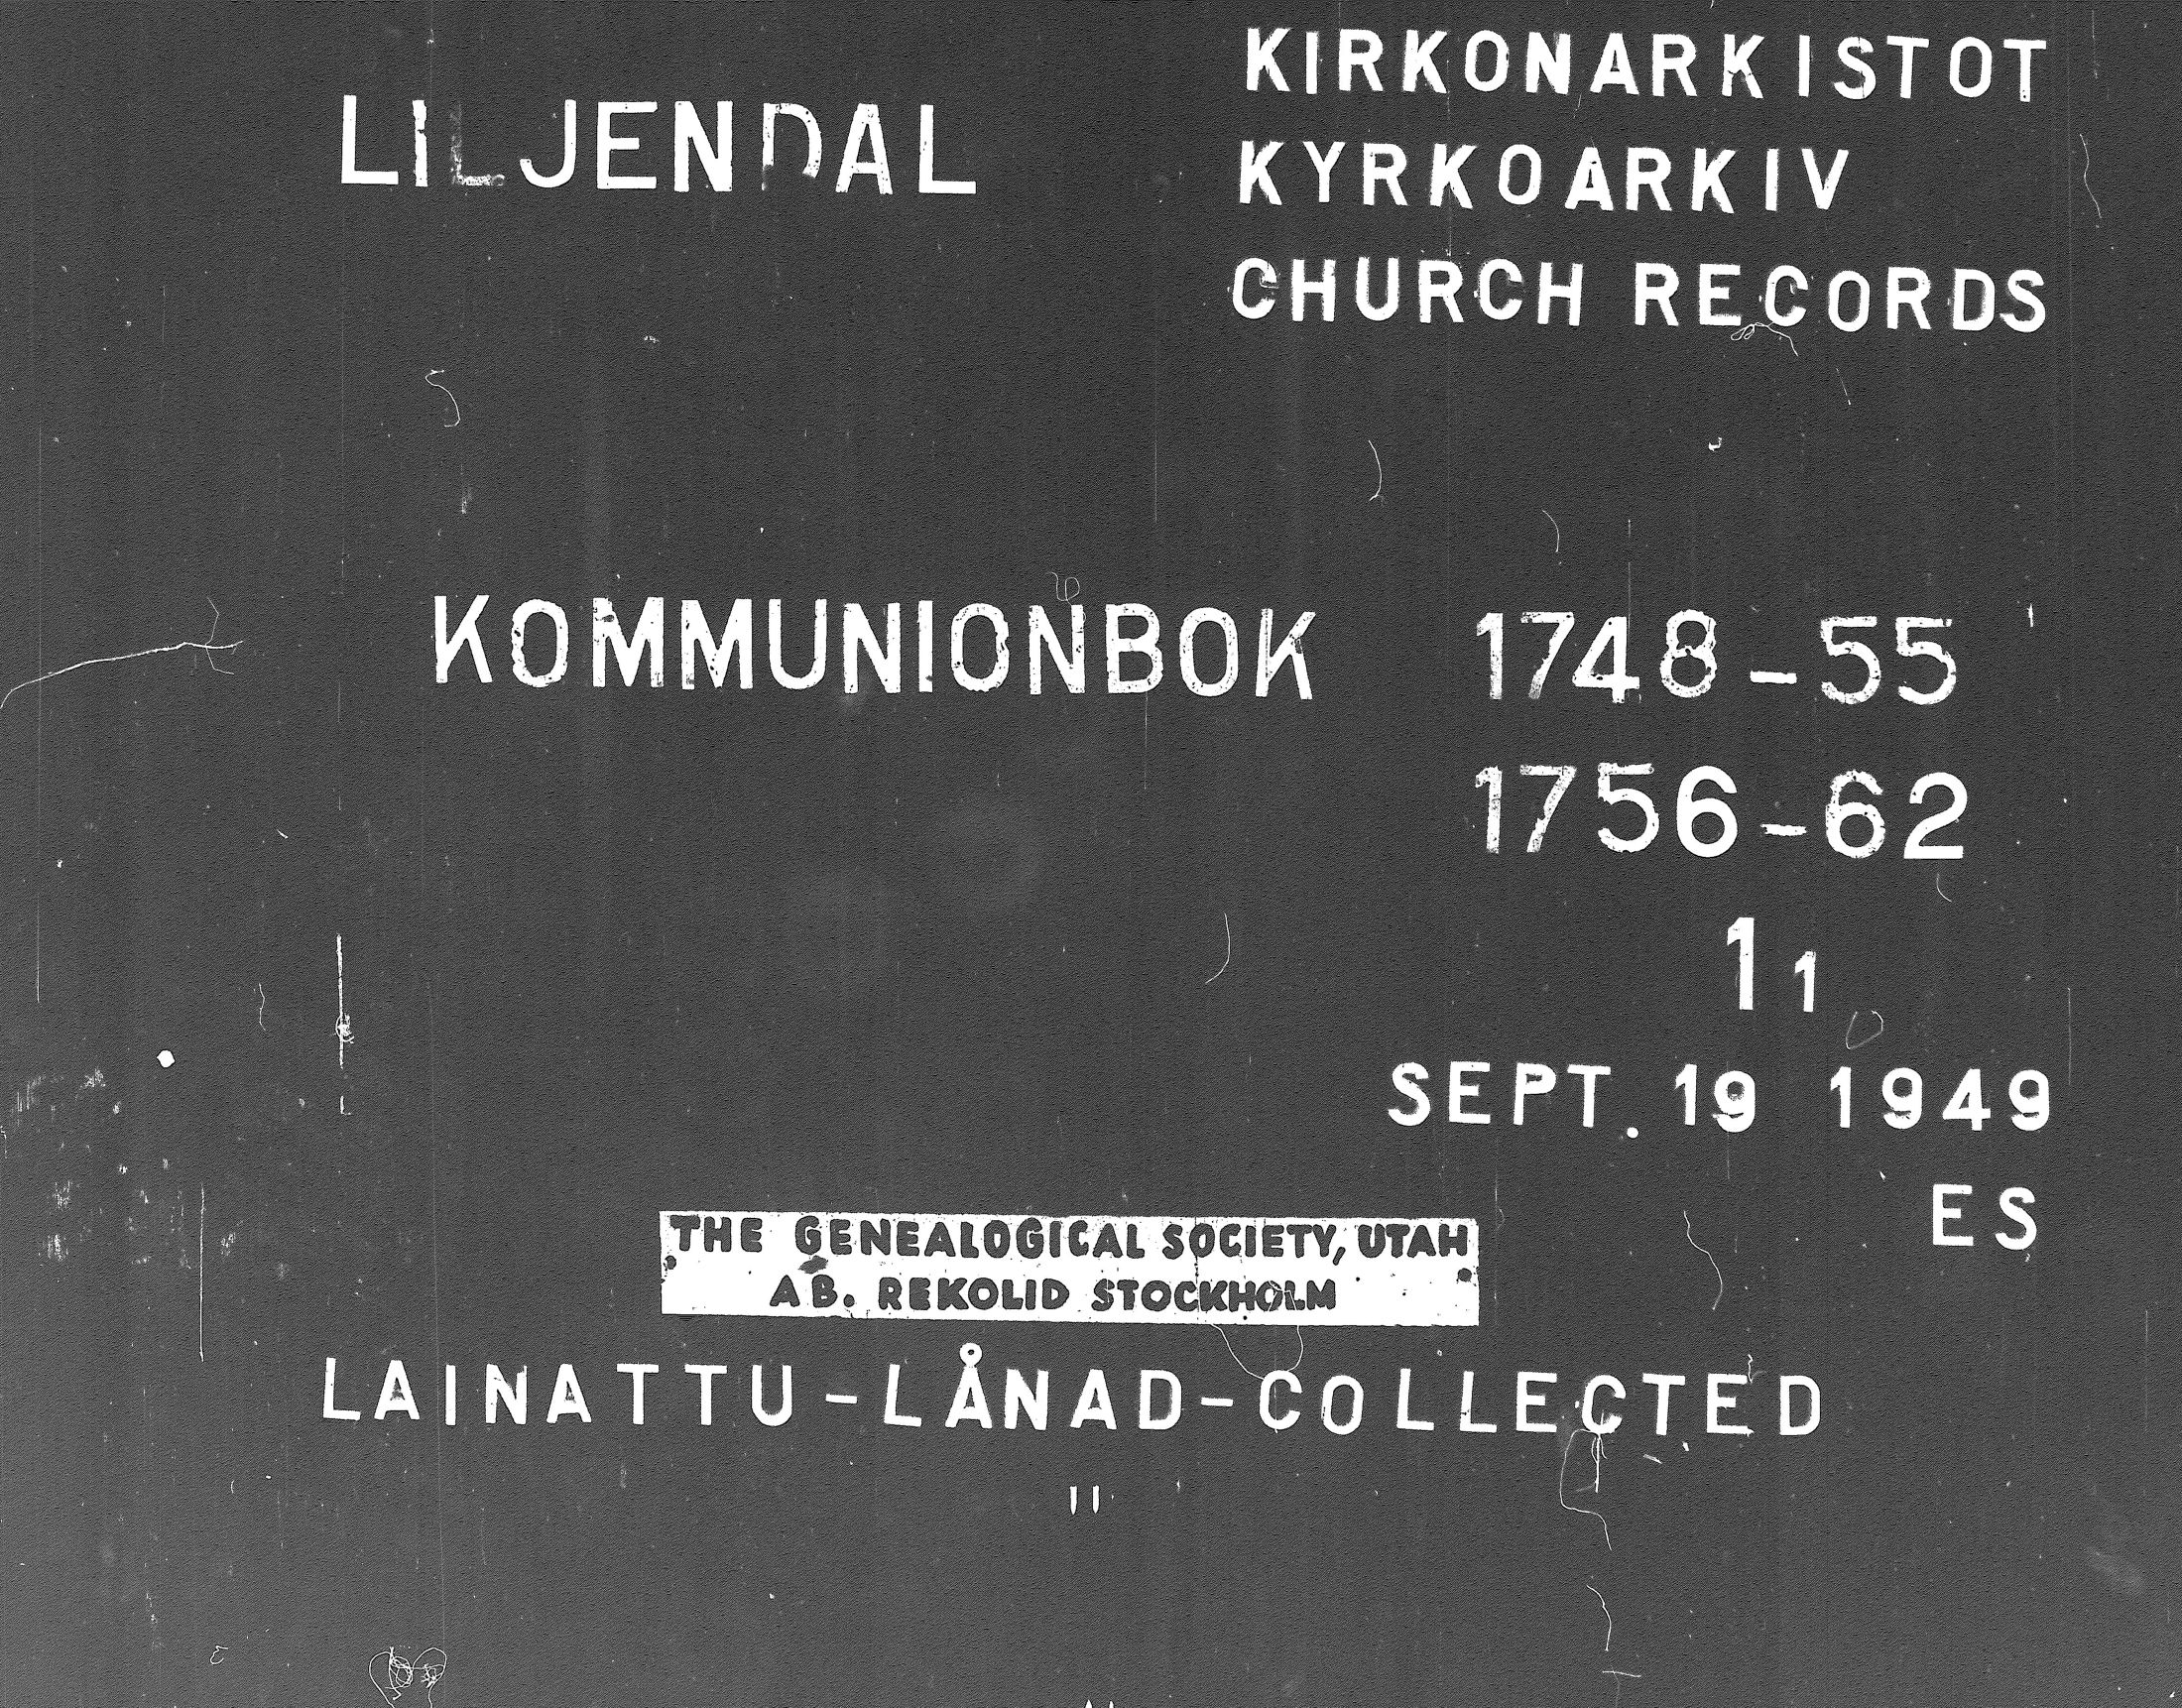 LILJENDAL
KIRKONARKISTOT
KYRKOARKIV
CHURCH RECORDS
KOMMUNIONBOK 1748-55
1756-62
1 1
SEPT. 19 1949
ES
THE GENEALOGICAL SOCIETY, UTAH
AB. REKOLID STOCKHOLM
LAINATTU-LÅNAD-COLLECTED